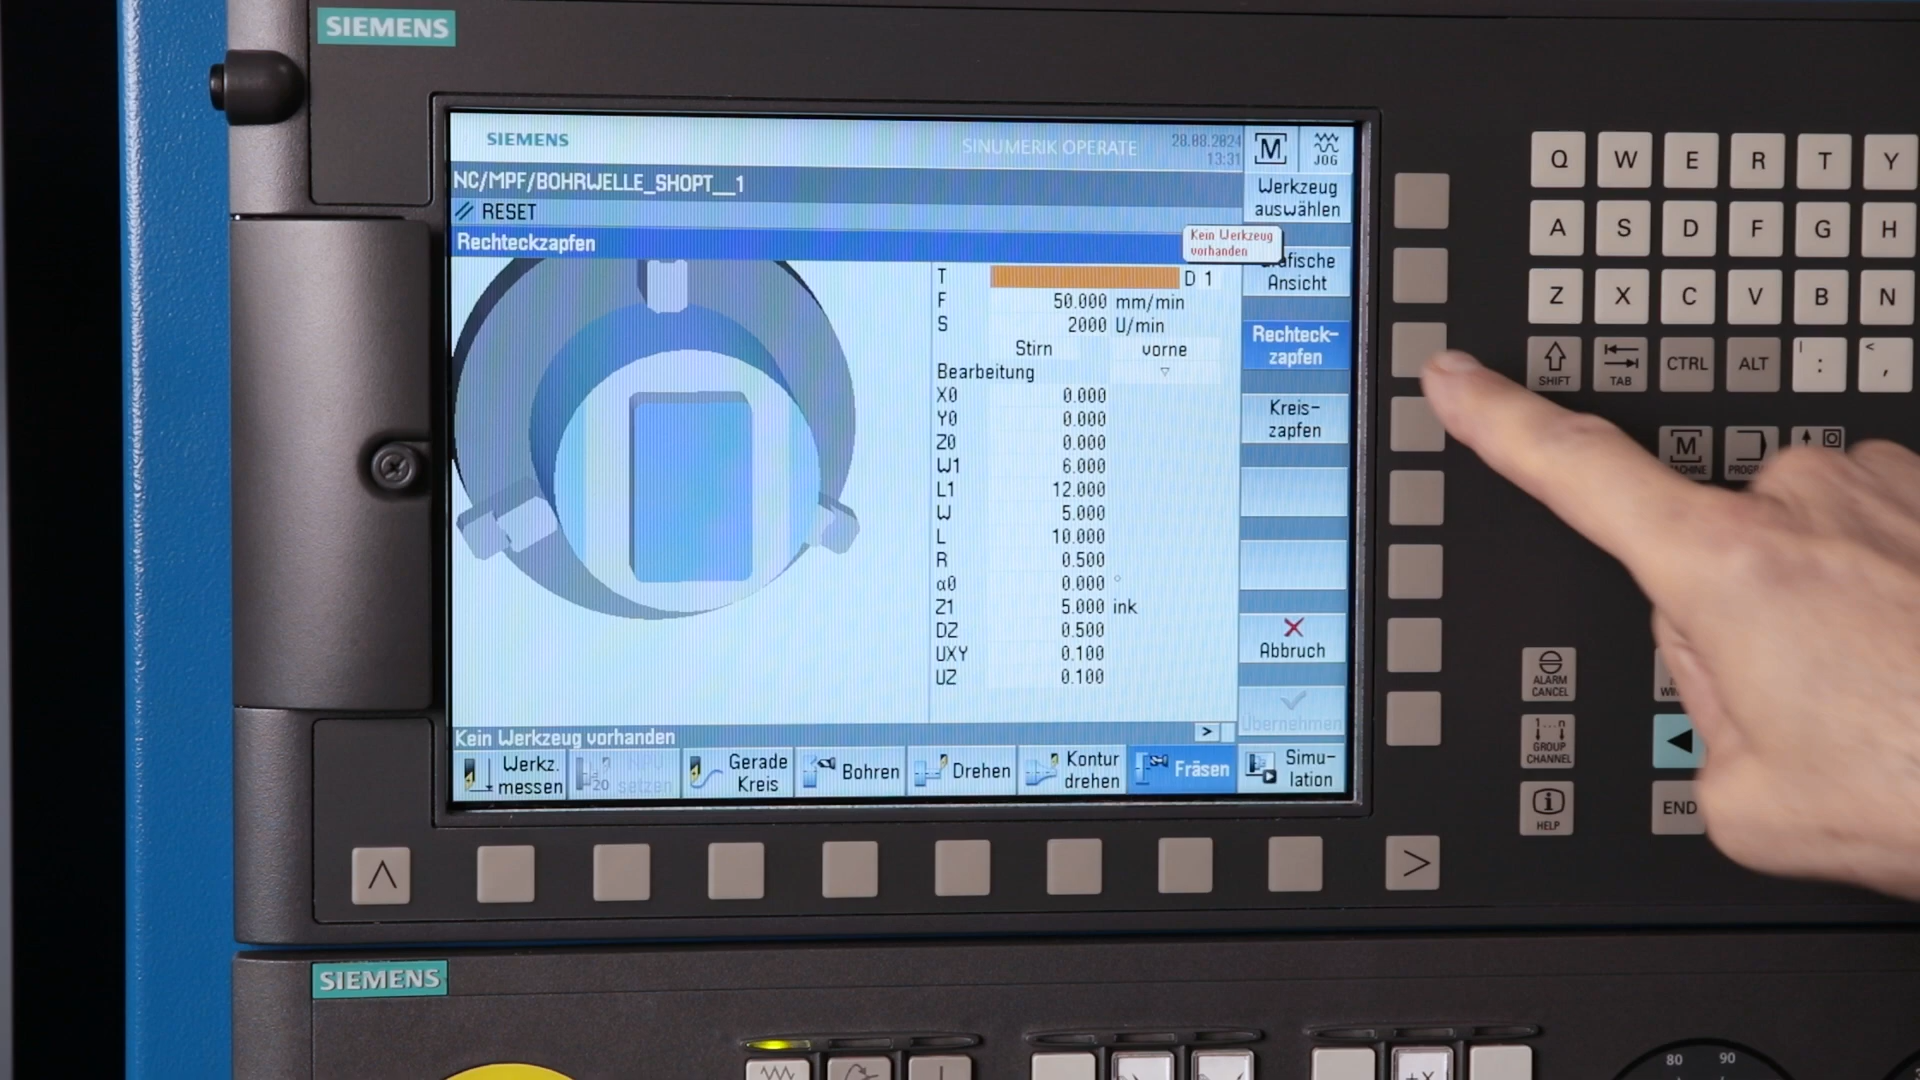 SIEMENS
SIEMENS
SINUMERIK OPERATE
28.08.2024
13:31
M
JOG
NC/MPF/BOHRWELLE_SHOPT__1
RESET
Rechteckzapfen
Kein Werkzeug
vorhanden
T D 1
F 50.000 mm/min
S 2000 U/min
Stirn vorne
Bearbeitung ▽
X0 0.000
Y0 0.000
Z0 0.000
W1 6.000
L1 12.000
W 5.000
L 10.000
R 0.500
α0 0.000 °
Z1 5.000 ink
DZ 0.500
UXY 0.100
UZ 0.100
Kein Werkzeug vorhanden
>
Werkzeug
auswählen
Ansicht
Rechteck-
zapfen
Kreis-
zapfen
Abbruch
Übernehmen
Werkz.
messen
setzen
Gerade
Kreis
Bohren
Drehen
Kontur
drehen
Fräsen
Simu-
lation
Q W E R T Y
A S D F G H
Z X C V B N
SHIFT TAB CTRL ALT : < ,
M
ALARM
CANCEL
1...n
GROUP
CHANNEL
HELP
END
>
SIEMENS
80 90